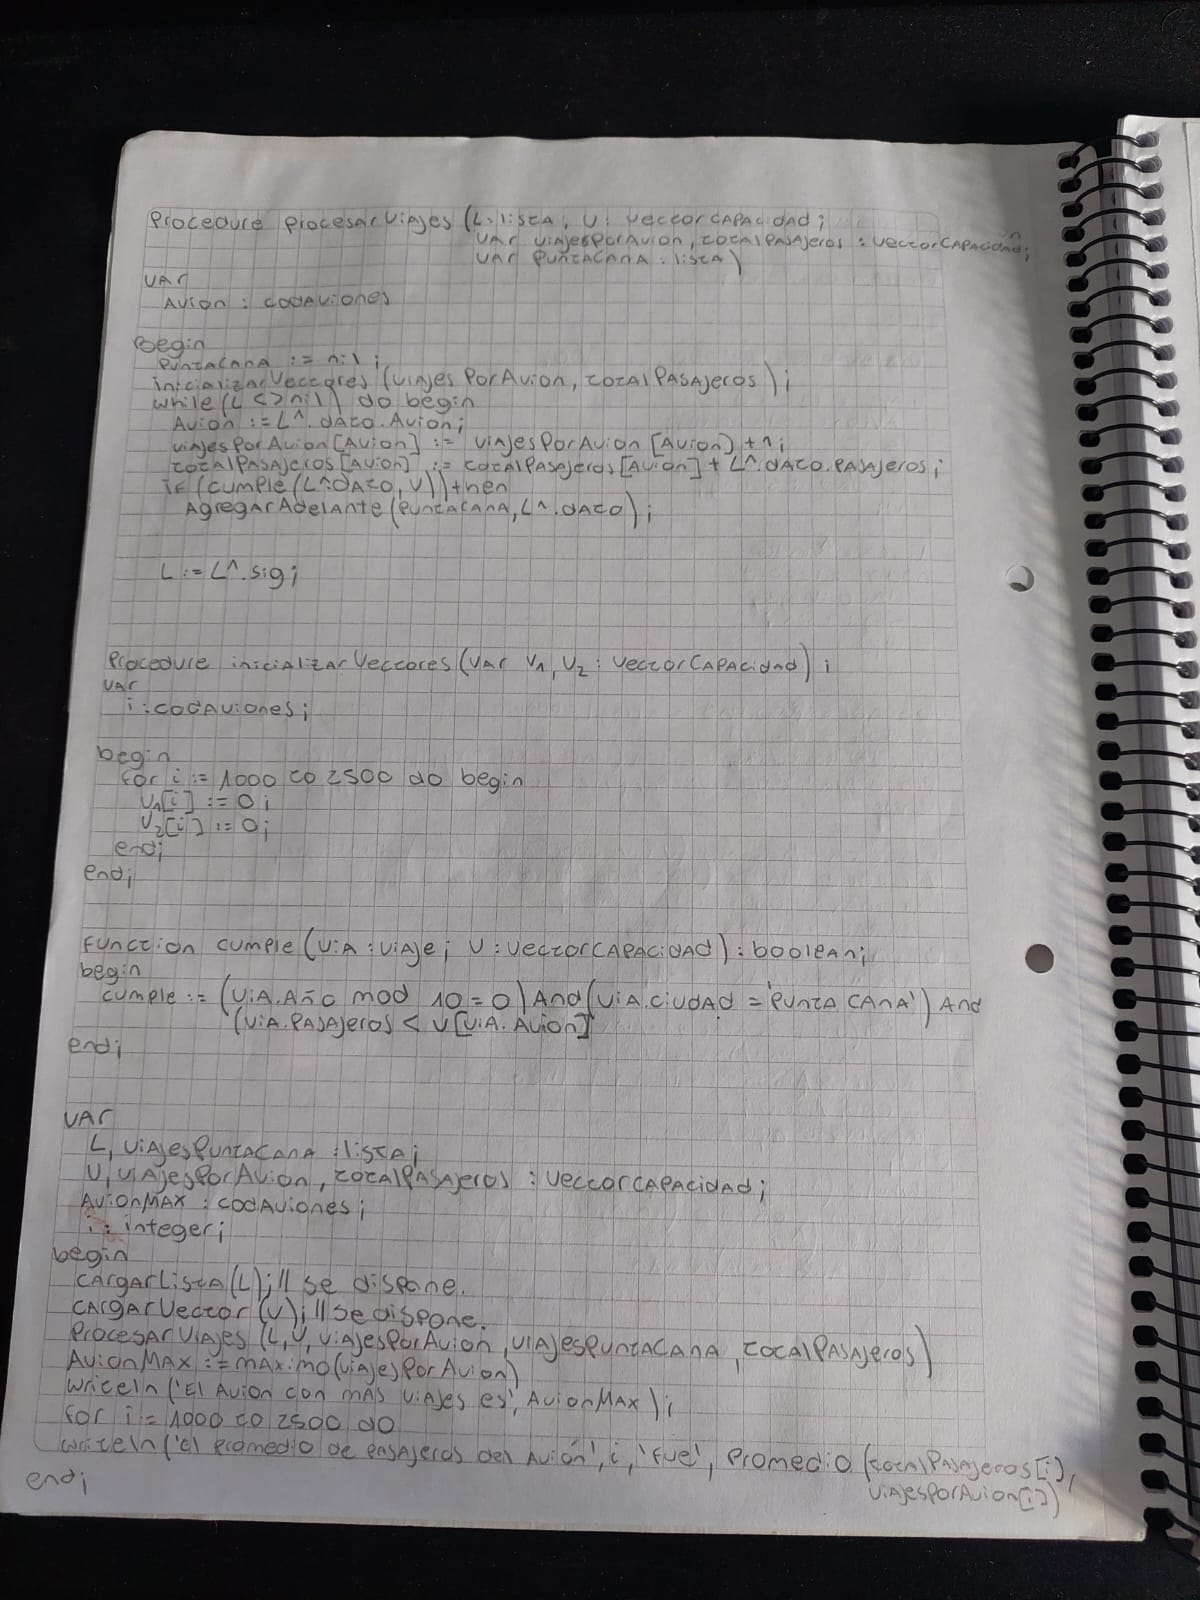 Procedure procesarViajes (L:lista; V: vectorCAPACIDAD;
VAR viajesPorAvion, totalPasajeros : vectorCAPACIDAD;
VAR PUNTACANA : lista)
VAR
Avion : codAviones
Begin
PUNTACANA := nil ;
inicializarVectores (viajesPorAvion, totalPasajeros) ;
while (L <> nil) do begin
Avion := L^.dato.Avion;
viajesPorAvion[Avion] := viajesPorAvion [Avion] +1;
totalPasajeros[Avion] := totalPasajeros[Avion] + L^.dato.pasajeros;
if (cumple (L^.dato, V)) then
AgregarAdelante (PUNTACANA, L^.dato) ;
L := L^.sig;
Procedure inicializarVectores (VAR V1, V2 : vectorCAPACIDAD) ;
VAR
i : codAviones;
begin
for i := 1000 to 2500 do begin
V1[i] := 0 ;
V2[i] := 0;
end;
end;
Function cumple (ViA : Viaje; V : vectorCAPACIDAD) : boolean;
begin
cumple := (ViA.Año mod 10 = 0) And (ViA.ciudad = 'PUNTA CANA') And
(ViA.pasajeros < V [ViA.Avion]
end;
VAR
L, ViajesPuntaCana : lista;
V, viajesPorAvion, totalPasajeros : vectorCAPACIDAD;
AvionMAX : codAviones;
i : integer;
begin
CargarLista (L); // se dispone.
CargarVector (V); // se dispone.
ProcesarViajes (L, V, viajesPorAvion, viajesPuntaCana, totalPasajeros)
AvionMAX := maximo (viajesPorAvion)
writeln ('El Avion con más viajes es', AvionMAX ) ;
for i = 1000 to 2500 do
writeln ('El promedio de pasajeros del Avión', i, 'fue', Promedio (totalPasajeros[i],
viajesPorAvion[i])
end;